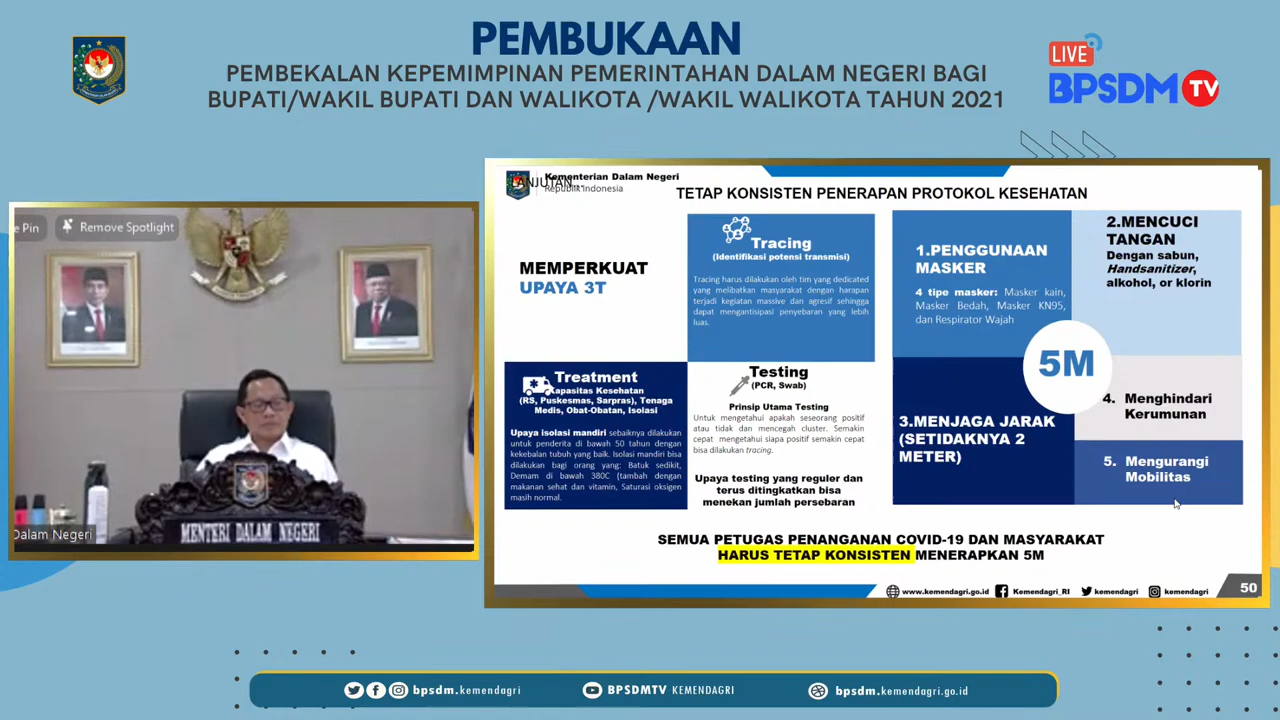 PEMBUKAAN
PEMBEKALAN KEPEMIMPINAN PEMERINTAHAN DALAM NEGERI BAGI
BUPATI/WAKIL BUPATI DAN WALIKOTA /WAKIL WALIKOTA TAHUN 2021
LIVE
BPSDM TV
e Pin
Remove Spotlight
MENTERI DALAM NEGERI
Dalam Negeri
LANJUTAN...
Kementerian Dalam Negeri
Republik Indonesia
TETAP KONSISTEN PENERAPAN PROTOKOL KESEHATAN
MEMPERKUAT
UPAYA 3T
Tracing
(Identifikasi potensi transmisi)
Tracing harus dilakukan oleh tim yang dedicated
yang melibatkan masyarakat dengan harapan
terjadi kegiatan massive dan agresif sehingga
dapat mengantisipasi penyebaran yang lebih
luas.
Treatment
Kapasitas Kesehatan
(RS, Puskesmas, Sarpras), Tenaga
Medis, Obat-Obatan, Isolasi
Upaya isolasi mandiri sebaiknya dilakukan
untuk penderita di bawah 50 tahun dengan
kekebalan tubuh yang baik. Isolasi mandiri bisa
dilakukan bagi orang yang: Batuk sedikit,
Demam di bawah 380C (tambah dengan
makanan sehat dan vitamin, Saturasi oksigen
masih normal.
Testing
(PCR, Swab)
Prinsip Utama Testing
Untuk mengetahui apakah seseorang positif
atau tidak dan mencegah cluster. Semakin
cepat mengetahui siapa positif semakin cepat
bisa dilakukan tracing.
Upaya testing yang reguler dan
terus ditingkatkan bisa
menekan jumlah persebaran
1.PENGGUNAAN
MASKER
4 tipe masker: Masker kain,
Masker Bedah, Masker KN95,
dan Respirator Wajah
2.MENCUCI
TANGAN
Dengan sabun,
Handsanitizer,
alkohol, or klorin
5M
3.MENJAGA JARAK
(SETIDAKNYA 2
METER)
4. Menghindari
Kerumunan
5. Mengurangi
Mobilitas
SEMUA PETUGAS PENANGANAN COVID-19 DAN MASYARAKAT
HARUS TETAP KONSISTEN MENERAPKAN 5M
www.kemendagri.go.id Kemendagri_RI kemendagri kemendagri 50
bpsdm.kemendagri BPSDMTV KEMENDAGRI bpsdm.kemendagri.go.id